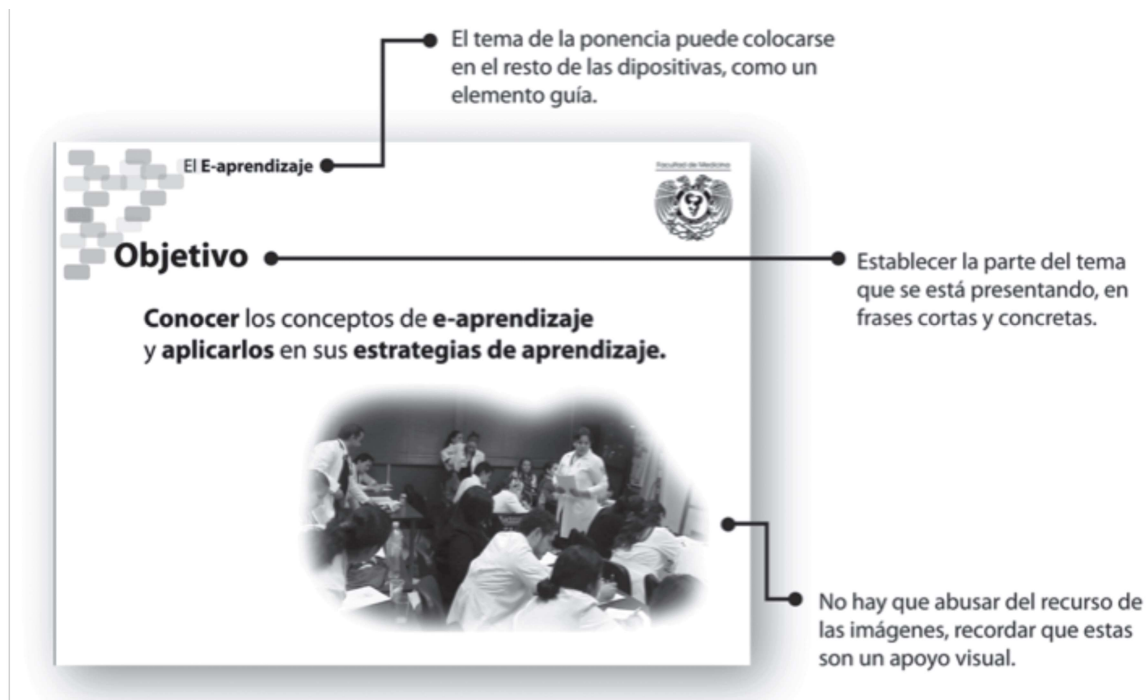 El tema de la ponencia puede colocarse
en el resto de las dipositivas, como un
elemento guía.
El E-aprendizaje
Facultad de Medicina
Objetivo
Establecer la parte del tema
que se está presentando, en
frases cortas y concretas.
Conocer los conceptos de e-aprendizaje
y aplicarlos en sus estrategias de aprendizaje.
No hay que abusar del recurso de
las imágenes, recordar que estas
son un apoyo visual.